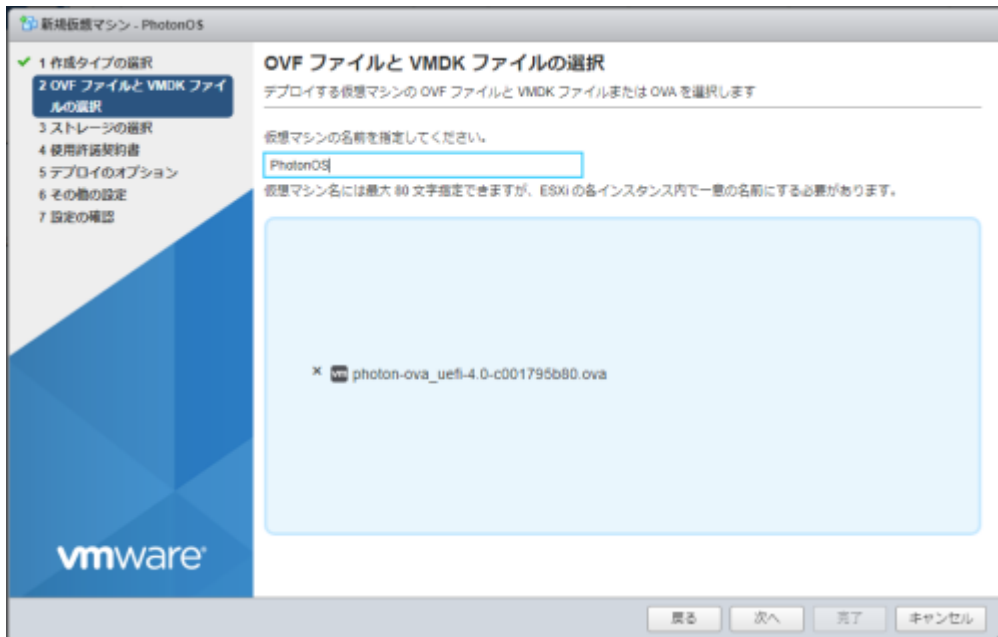 新規仮想マシン - PhotonOS
1 作成タイプの選択
2 OVF ファイルと VMDK ファイ
ルの選択
3 ストレージの選択
4 使用許諾契約書
5 デプロイのオプション
6 その他の設定
7 設定の確認
OVF ファイルと VMDK ファイルの選択
デプロイする仮想マシンの OVF ファイルと VMDK ファイルまたは OVA を選択します
仮想マシンの名前を指定してください。
PhotonOS
仮想マシン名には最大 80 文字指定できますが、ESXi の各インスタンス内で一意の名前にする必要があります。
photon-ova_uefi-4.0-c001795b80.ova
vmware
戻る
次へ
完了
キャンセル